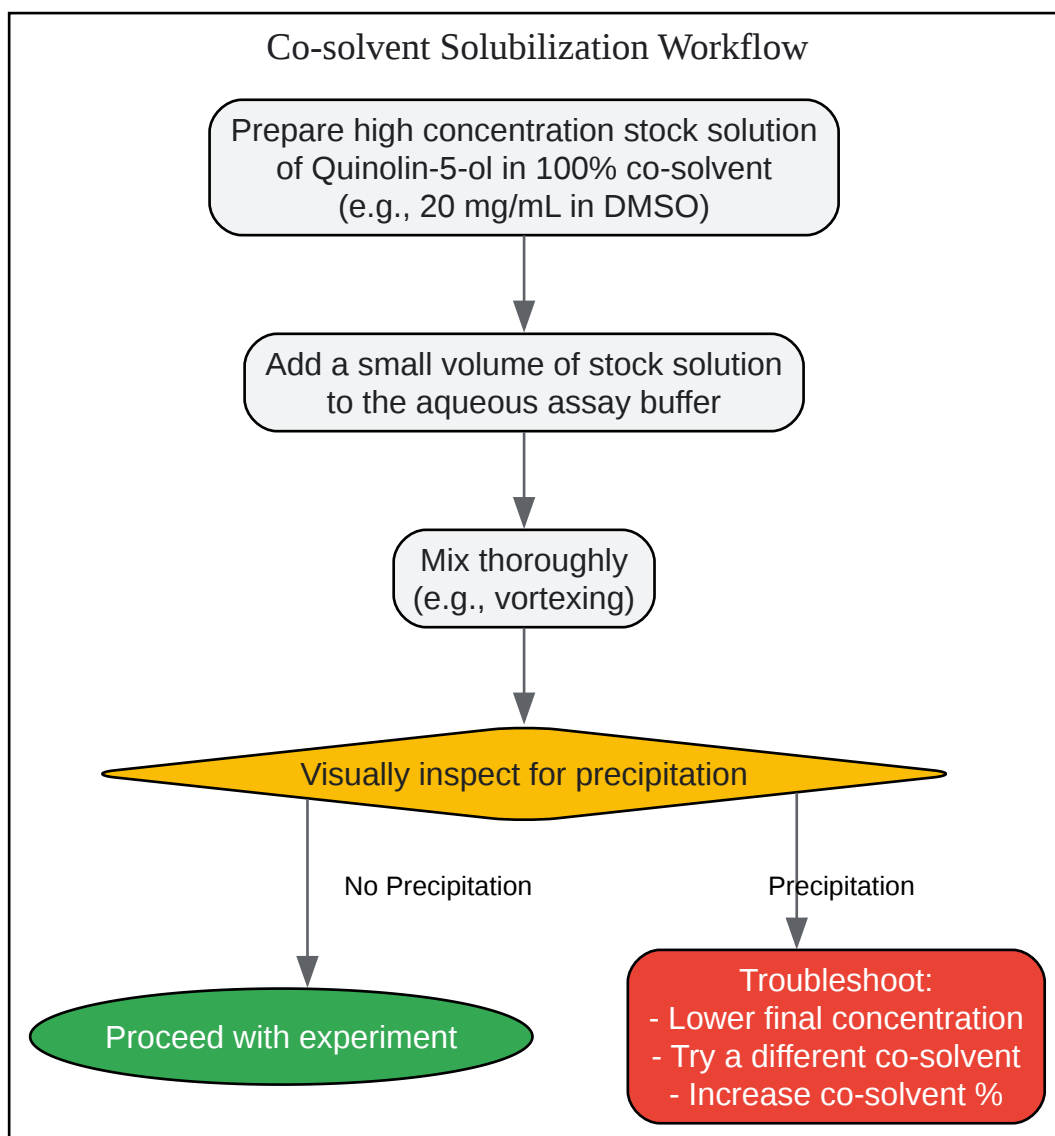 Co-solvent Solubilization Workflow
Prepare high concentration stock solution
of Quinolin-5-ol in 100% co-solvent
(e.g., 20 mg/mL in DMSO)
Add a small volume of stock solution
to the aqueous assay buffer
Mix thoroughly
(e.g., vortexing)
Visually inspect for precipitation
No Precipitation
Precipitation
Proceed with experiment
Troubleshoot:
- Lower final concentration
- Try a different co-solvent
- Increase co-solvent %